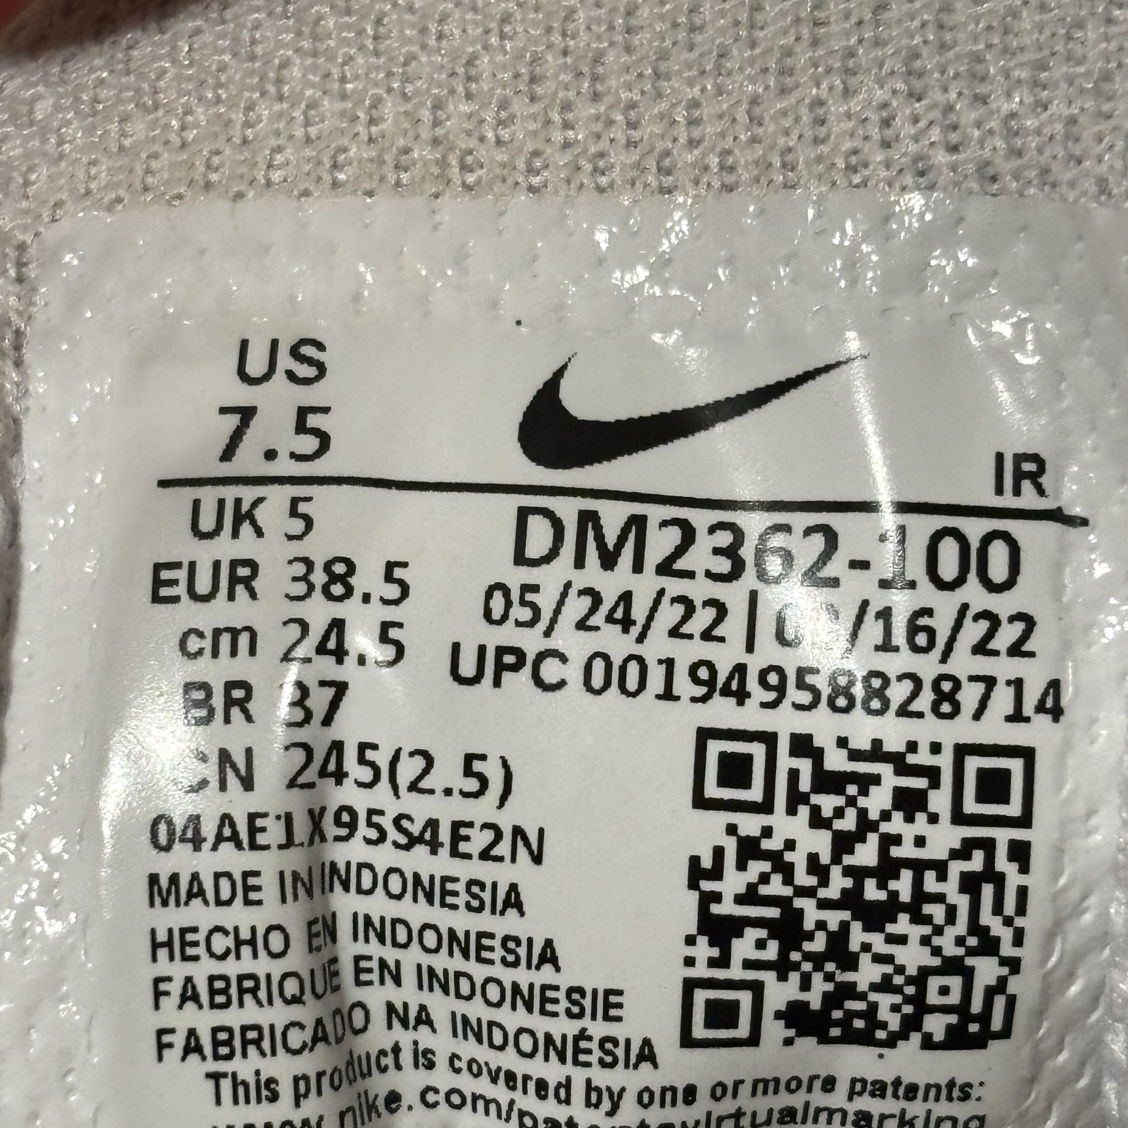 US
7.5
IR
UK 5
EUR 38.5
cm 24.5
BR 37
CN 245(2.5)
DM2362-100
05/24/22 | /16/22
UPC 00194958828714
04AE1X95S4E2N
MADE IN INDONESIA
HECHO EN INDONESIA
FABRIQUE EN INDONESIE
FABRICADO NA INDONÉSIA
This product is covered by one or more patents: